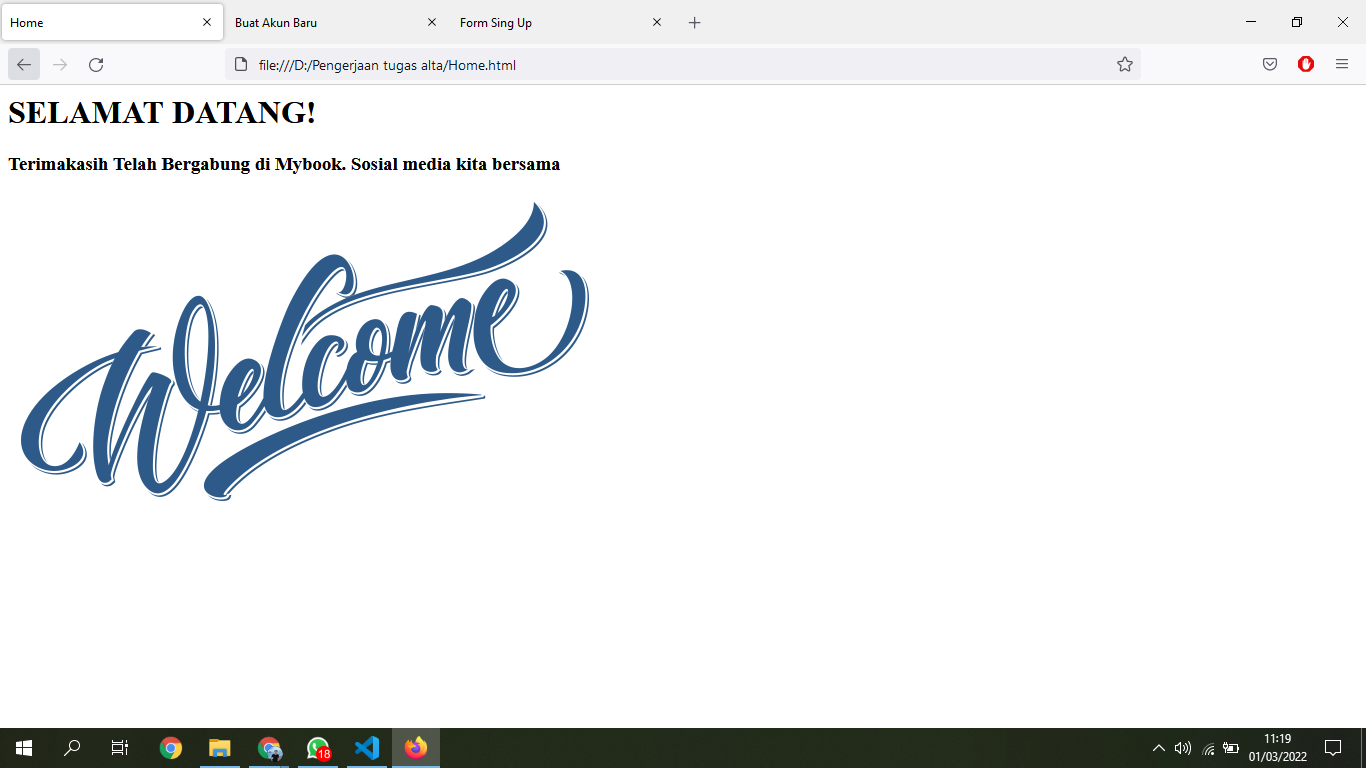 Home
Buat Akun Baru
Form Sing Up
file:///D:/Pengerjaan tugas alta/Home.html
SELAMAT DATANG!
Terimakasih Telah Bergabung di Mybook. Sosial media kita bersama
Welcome
18
11:19
01/03/2022